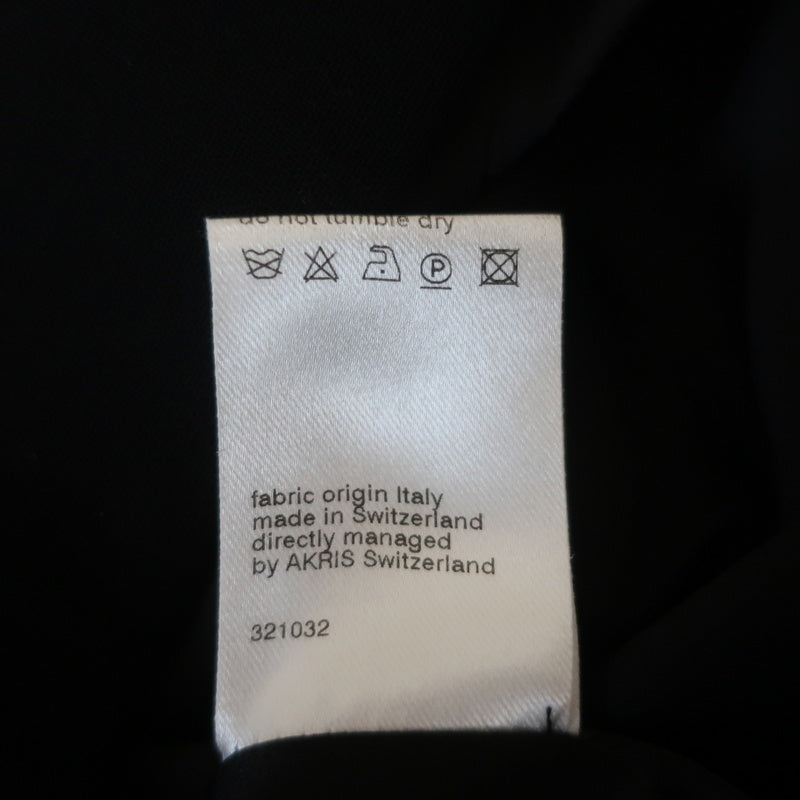 do not tumble dry
P
fabric origin Italy
made in Switzerland
directly managed
by AKRIS Switzerland
321032